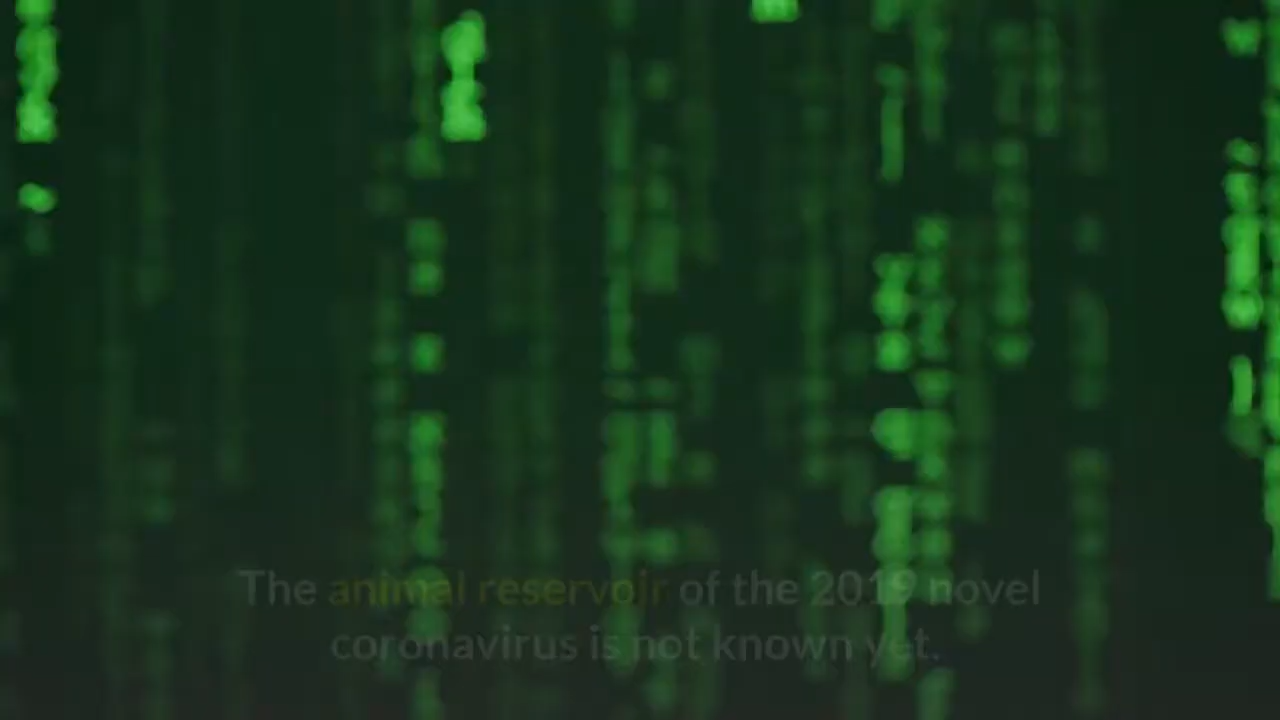 The animal reservoir of the 2019 novel
coronavirus is not known yet.